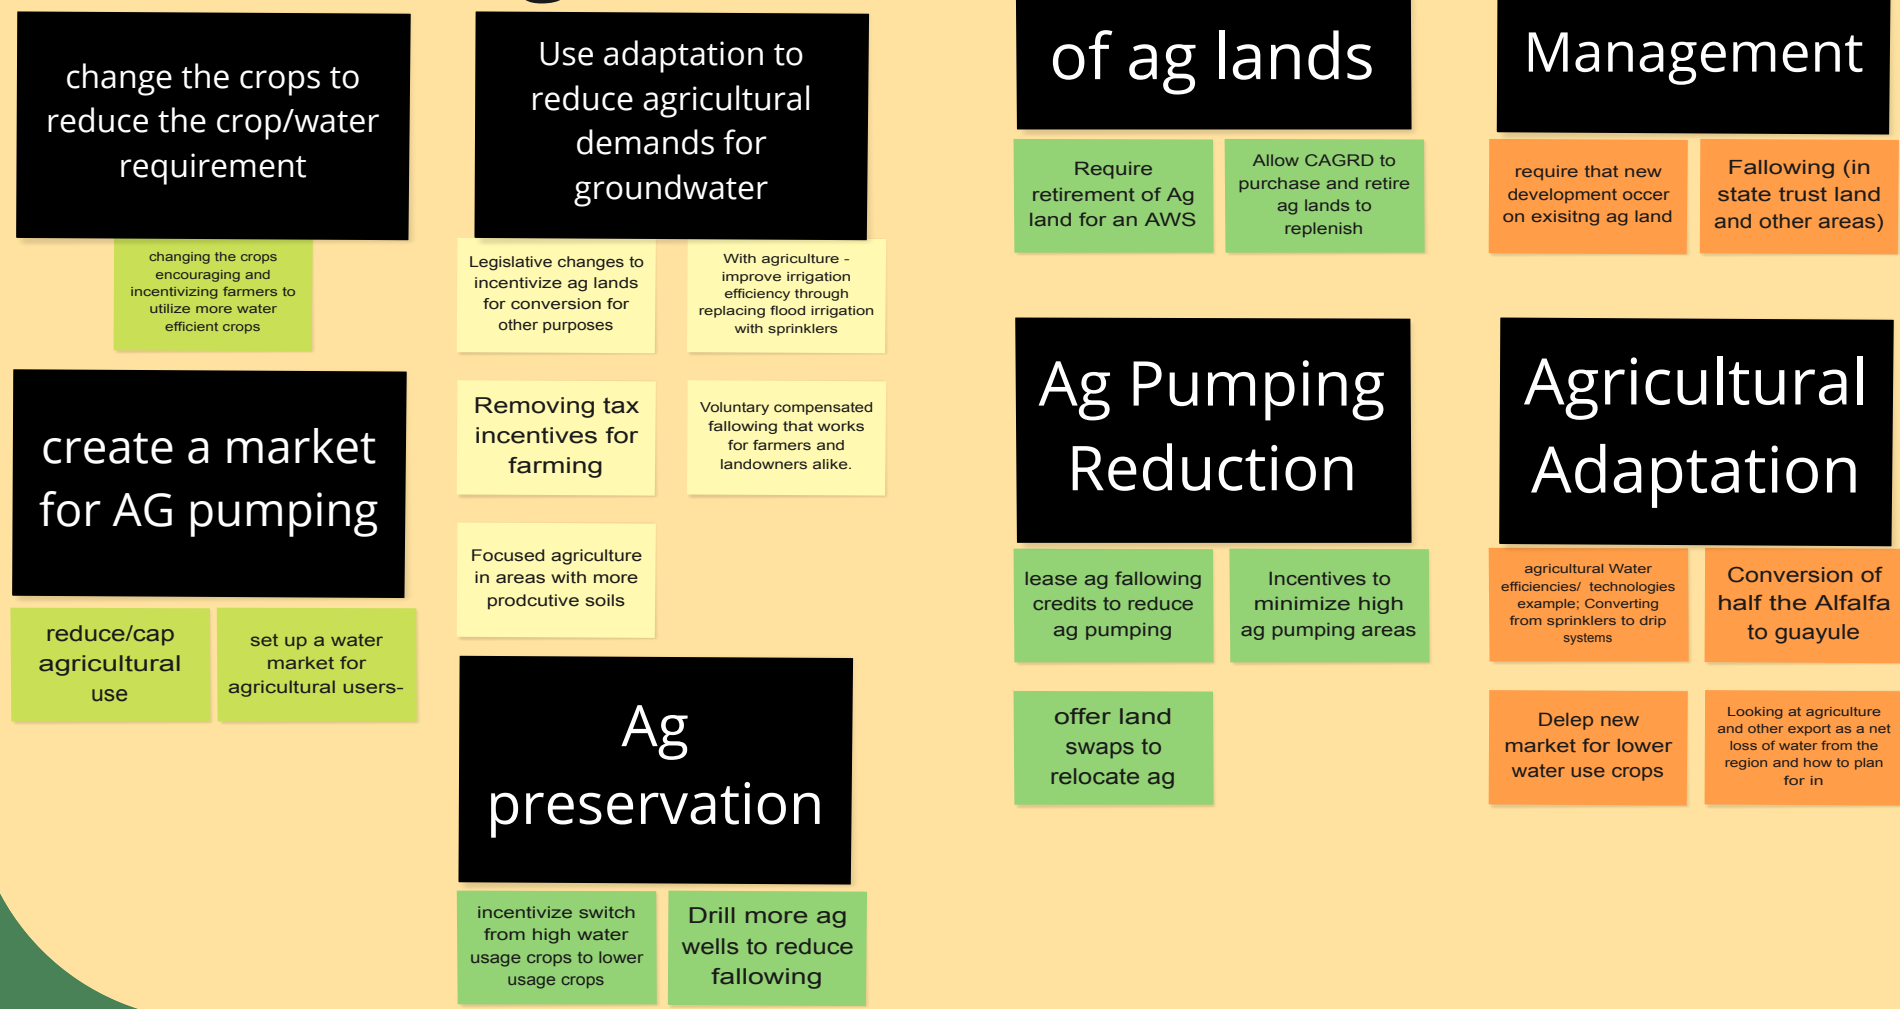 change the crops to
reduce the crop/water
requirement
changing the crops
encouraging and
incentivizing farmers to
utilize more water
efficient crops
create a market
for AG pumping
reduce/cap
agricultural
use
set up a water
market for
agricultural users-
Use adaptation to
reduce agricultural
demands for
groundwater
Legislative changes to
incentivize ag lands
for conversion for
other purposes
With agriculture -
improve irrigation
efficiency through
replacing flood irrigation
with sprinklers
Removing tax
incentives for
farming
Voluntary compensated
fallowing that works
for farmers and
landowners alike.
Focused agriculture
in areas with more
prodcutive soils
Ag
preservation
incentivize switch
from high water
usage crops to lower
usage crops
Drill more ag
wells to reduce
fallowing
of ag lands
Require
retirement of Ag
land for an AWS
Allow CAGRD to
purchase and retire
ag lands to
replenish
Ag Pumping
Reduction
lease ag fallowing
credits to reduce
ag pumping
Incentives to
minimize high
ag pumping areas
offer land
swaps to
relocate ag
Management
require that new
development occer
on exisitng ag land
Fallowing (in
state trust land
and other areas)
Agricultural
Adaptation
agricultural Water
efficiencies/ technologies
example; Converting
from sprinklers to drip
systems
Conversion of
half the Alfalfa
to guayule
Delep new
market for lower
water use crops
Looking at agriculture
and other export as a net
loss of water from the
region and how to plan
for in